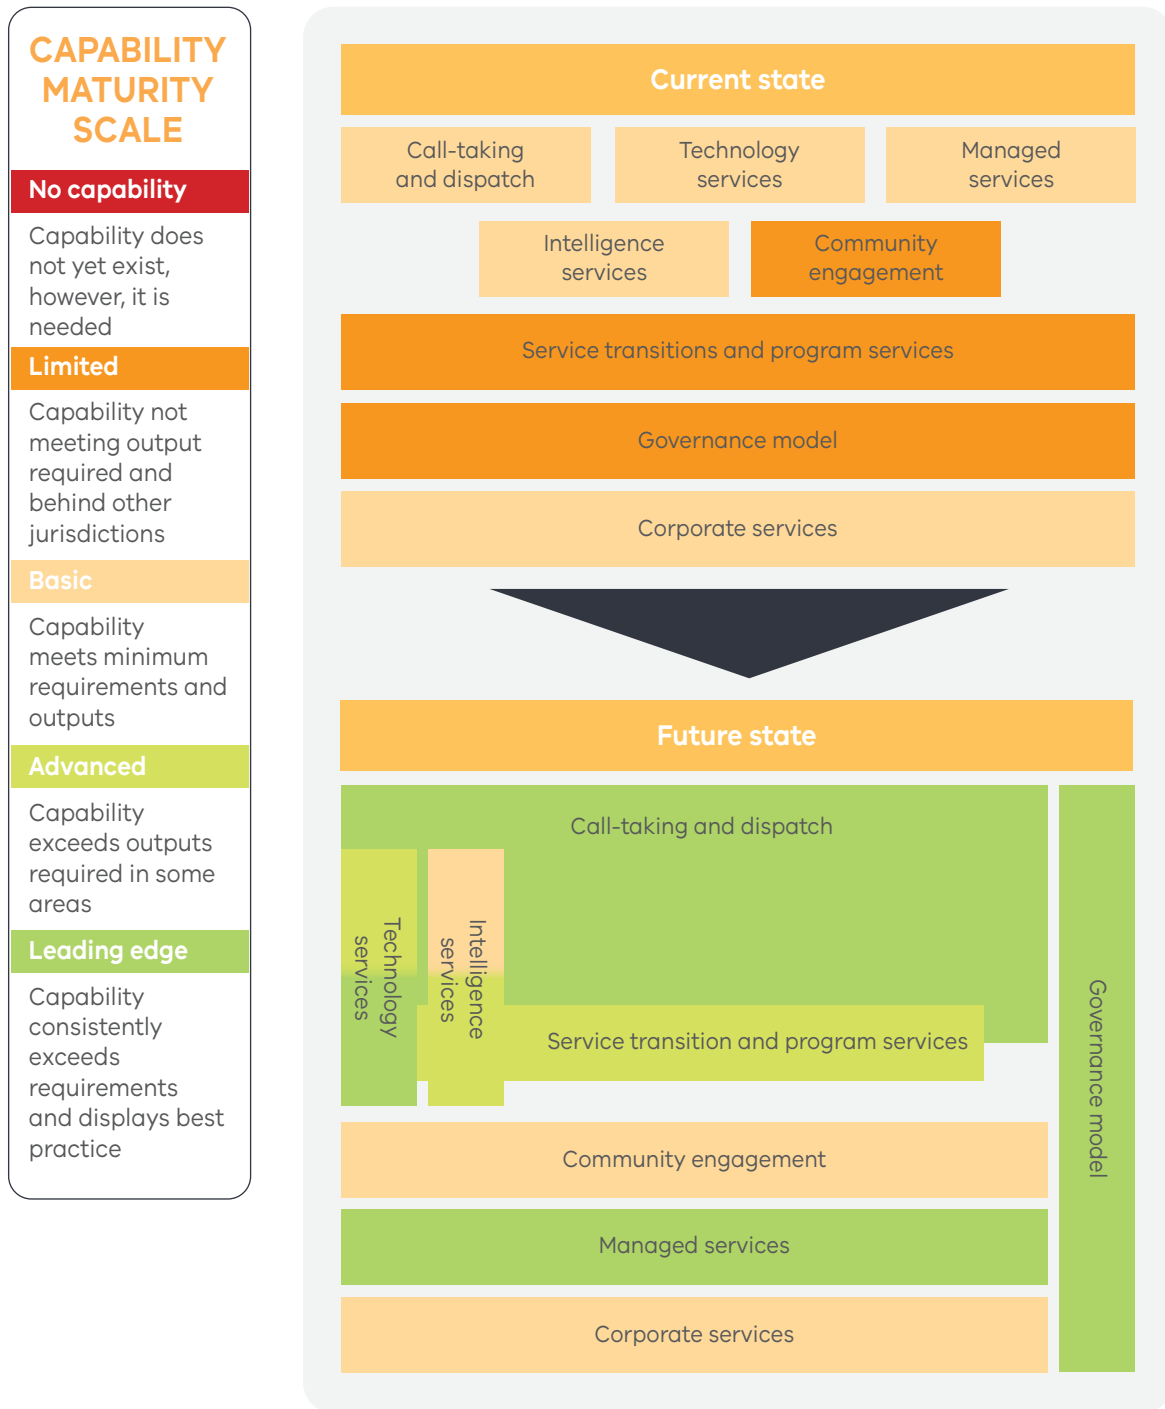 CAPABILITY
MATURITY
SCALE
No capability
Capability does
not yet exist,
however, it is
needed
Limited
Capability not
meeting output
required and
behind other
jurisdictions
Basic
Capability
meets minimum
requirements and
outputs
Advanced
Capability
exceeds outputs
required in some
areas
Leading edge
Capability
consistently
exceeds
requirements
and displays best
practice
Current state
Call-taking
and dispatch
Technology
services
Managed
services
Intelligence
services
Community
engagement
Service transitions and program services
Governance model
Corporate services
Future state
Call-taking and dispatch
Technology
services
Intelligence
services
Service transition and program services
Governance model
Community engagement
Managed services
Corporate services